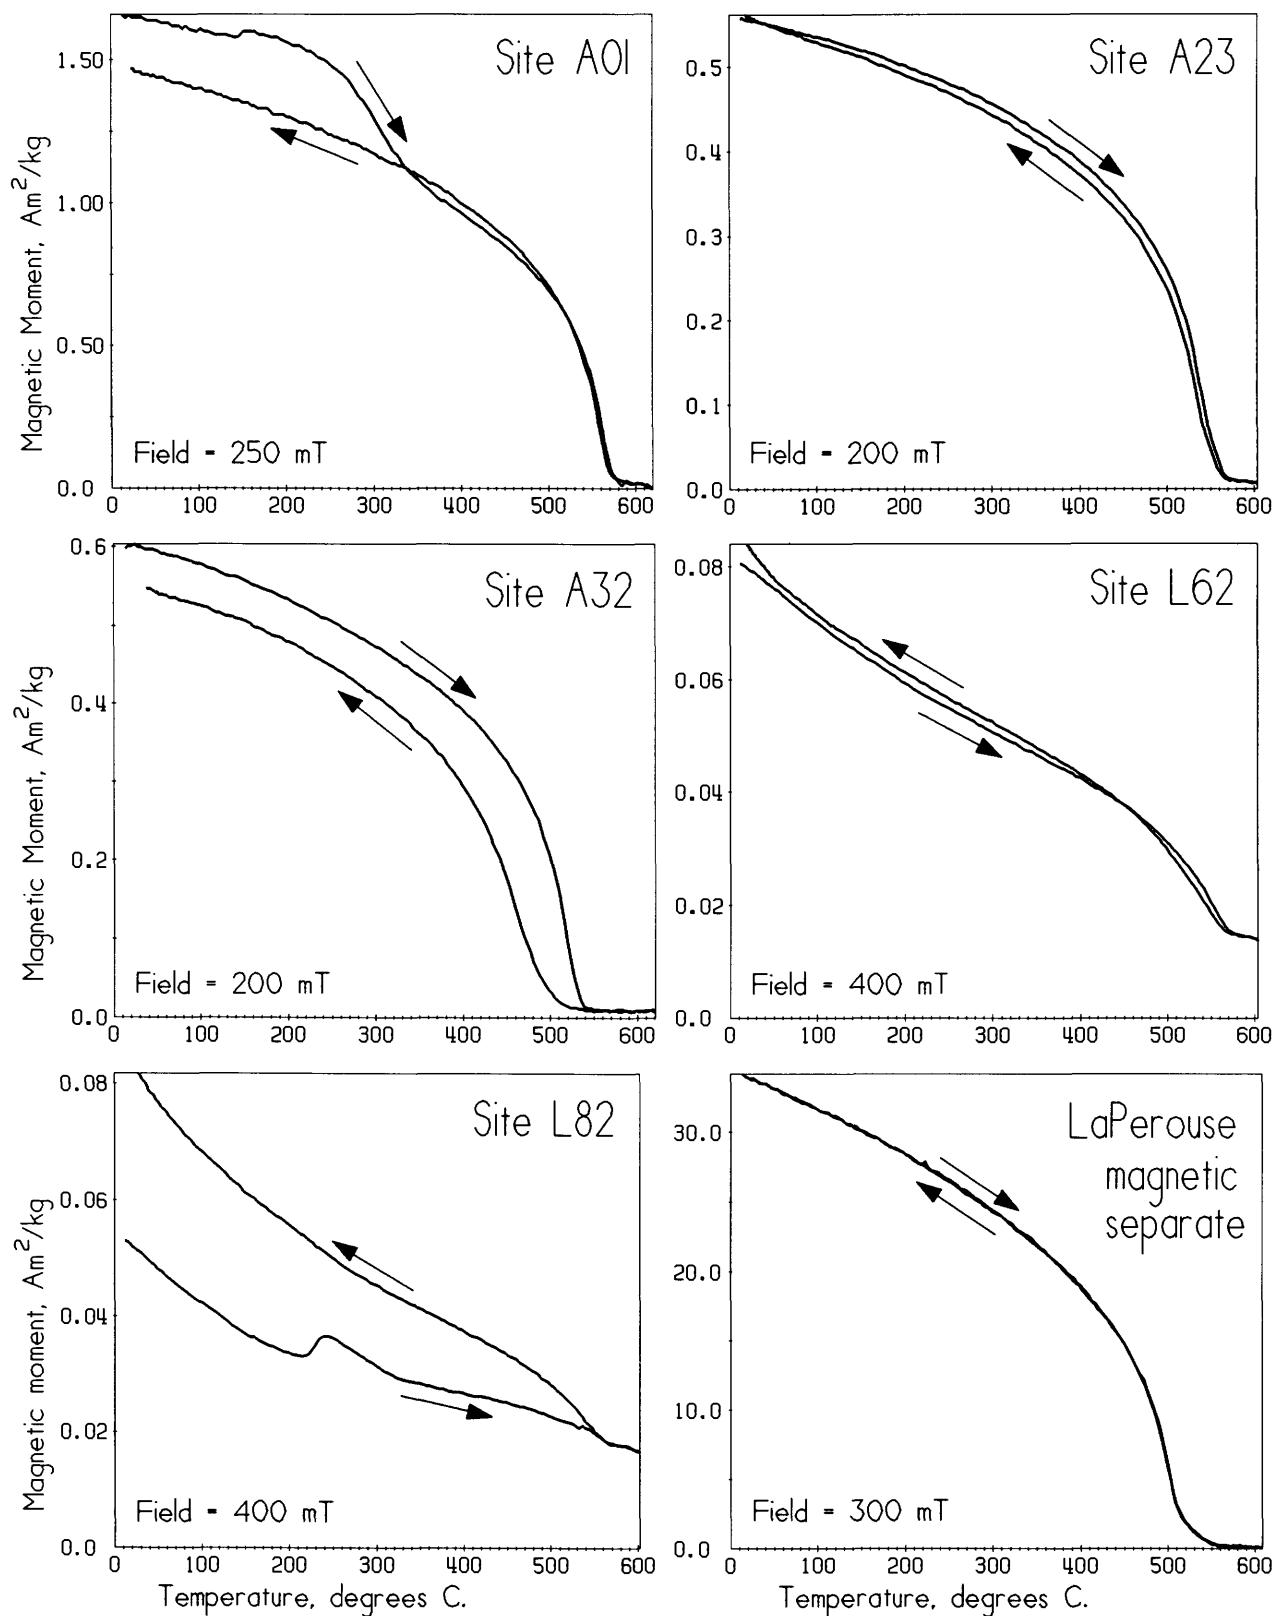 Site A01
Magnetic Moment, Am²/kg
1.50
1.00
0.50
0.0
Field = 250 mT
0 100 200 300 400 500 600
Site A23
0.5
0.4
0.3
0.2
0.1
0.0
Field = 200 mT
0 100 200 300 400 500 600
Site A32
Magnetic Moment, Am²/kg
0.6
0.4
0.2
0.0
Field = 200 mT
0 100 200 300 400 500 600
Site L62
0.08
0.06
0.04
0.02
0.0
Field = 400 mT
0 100 200 300 400 500 600
Site L82
Magnetic moment, Am²/kg
0.08
0.06
0.04
0.02
0.0
Field = 400 mT
0 100 200 300 400 500 600
Temperature, degrees C.
LaPerouse
magnetic
separate
30.0
20.0
10.0
0.0
Field = 300 mT
0 100 200 300 400 500 600
Temperature, degrees C.